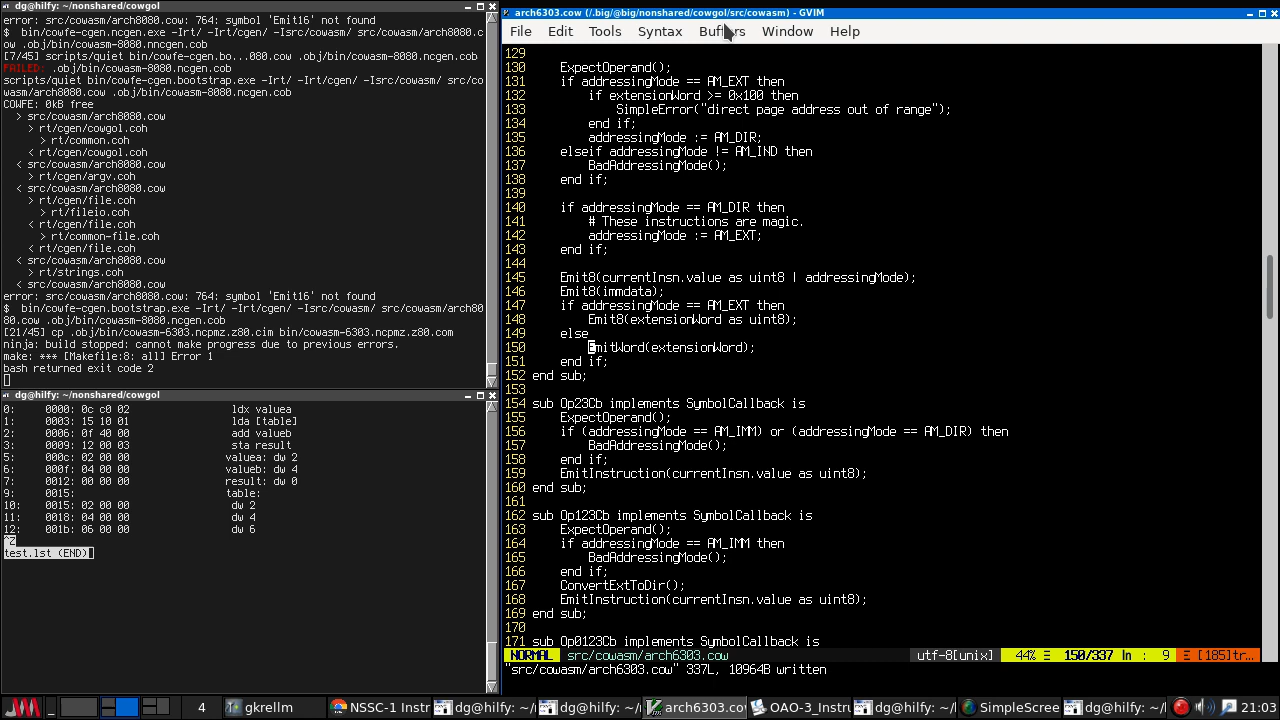 dg@hilfy: ~/nonshared/cowgol
error: src/cowasm/arch8080.cow: 764: symbol 'Emit16' not found
$ bin/cowfe-cgen.bootstrap.exe -Irt/ -Irt/cgen/ -Isrc/cowasm/ src/cowasm/arch8080.c
ow .obj/bin/cowasm-8080.ncgen.cob
[7/45] scripts/quiet bin/cowfe-cgen.bo...080.cow .obj/bin/cowasm-8080.ncgen.cob
FAILED: .obj/bin/cowasm-8080.ncgen.cob
scripts/quiet bin/cowfe-cgen.bootstrap.exe -Irt/ -Irt/cgen/ -Isrc/cowasm/ src/co
wasm/arch8080.cow .obj/bin/cowasm-8080.ncgen.cob
COWFE: 0kB free
> src/cowasm/arch8080.cow
> rt/cgen/cowgol.coh
> rt/common.coh
< rt/cgen/cowgol.coh
< src/cowasm/arch8080.cow
> rt/cgen/argv.coh
< src/cowasm/arch8080.cow
> rt/cgen/file.coh
> rt/fileio.coh
< rt/cgen/file.coh
> rt/common-file.coh
< rt/cgen/file.coh
< src/cowasm/arch8080.cow
> rt/strings.coh
< src/cowasm/arch8080.cow
error: src/cowasm/arch8080.cow: 764: symbol 'Emit16' not found
$ bin/cowfe-cgen.bootstrap.exe -Irt/ -Irt/cgen/ -Isrc/cowasm/ src/cowasm/arch80
80.cow .obj/bin/cowasm-8080.ncgen.cob
[21/45] cp .obj/bin/cowasm-6303.ncpmz.z80.cim bin/cowasm-6303.ncpmz.z80.com
ninja: build stopped: cannot make progress due to previous errors.
make: *** [Makefile:8: all] Error 1
bash returned exit code 2
dg@hilfy: ~/nonshared/cowgol
0: 0000: 0c c0 02 ldx valuea
1: 0003: 15 10 01 lda [table]
2: 0006: 0f 40 00 add valueb
3: 0009: 12 00 03 sta result
5: 000c: 02 00 00 valuea: dw 2
6: 000f: 04 00 00 valueb: dw 4
7: 0012: 00 00 00 result: dw 0
9: 0015: table:
10: 0015: 02 00 00 dw 2
11: 0018: 04 00 00 dw 4
12: 001b: 06 00 00 dw 6
^Z
test.lst (END)
arch6303.cow (/.big/@big/nonshared/cowgol/src/cowasm) - GVIM
File Edit Tools Syntax Buffers Window Help
129
130 ExpectOperand();
131 if addressingMode == AM_EXT then
132 if extensionWord >= 0x100 then
133 SimpleError("direct page address out of range");
134 end if;
135 addressingMode := AM_DIR;
136 elseif addressingMode != AM_IND then
137 BadAddressingMode();
138 end if;
139
140 if addressingMode == AM_DIR then
141 # These instructions are magic.
142 addressingMode := AM_EXT;
143 end if;
144
145 Emit8(currentInsn.value as uint8 | addressingMode);
146 Emit8(immdata);
147 if addressingMode == AM_EXT then
148 Emit8(extensionWord as uint8);
149 else
150 EmitWord(extensionWord);
151 end if;
152 end sub;
153
154 sub Op23Cb implements SymbolCallback is
155 ExpectOperand();
156 if (addressingMode == AM_IMM) or (addressingMode == AM_DIR) then
157 BadAddressingMode();
158 end if;
159 EmitInstruction(currentInsn.value as uint8);
160 end sub;
161
162 sub Op123Cb implements SymbolCallback is
163 ExpectOperand();
164 if addressingMode == AM_IMM then
165 BadAddressingMode();
166 end if;
167 ConvertExtToDir();
168 EmitInstruction(currentInsn.value as uint8);
169 end sub;
170
171 sub Op0123Cb implements SymbolCallback is
NORMAL src/cowasm/arch6303.cow utf-8[unix] 44% Ξ 150/337 ln : 9 Ξ [185]tr…
"src/cowasm/arch6303.cow" 337L, 10964B written
4 gkrellm NSSC-1 Instr dg@hilfy: ~/ dg@hilfy: ~/ arch6303.cov OAO-3_Instru dg@hilfy: ~/ SimpleScree dg@hilfy: ~/ 21:03